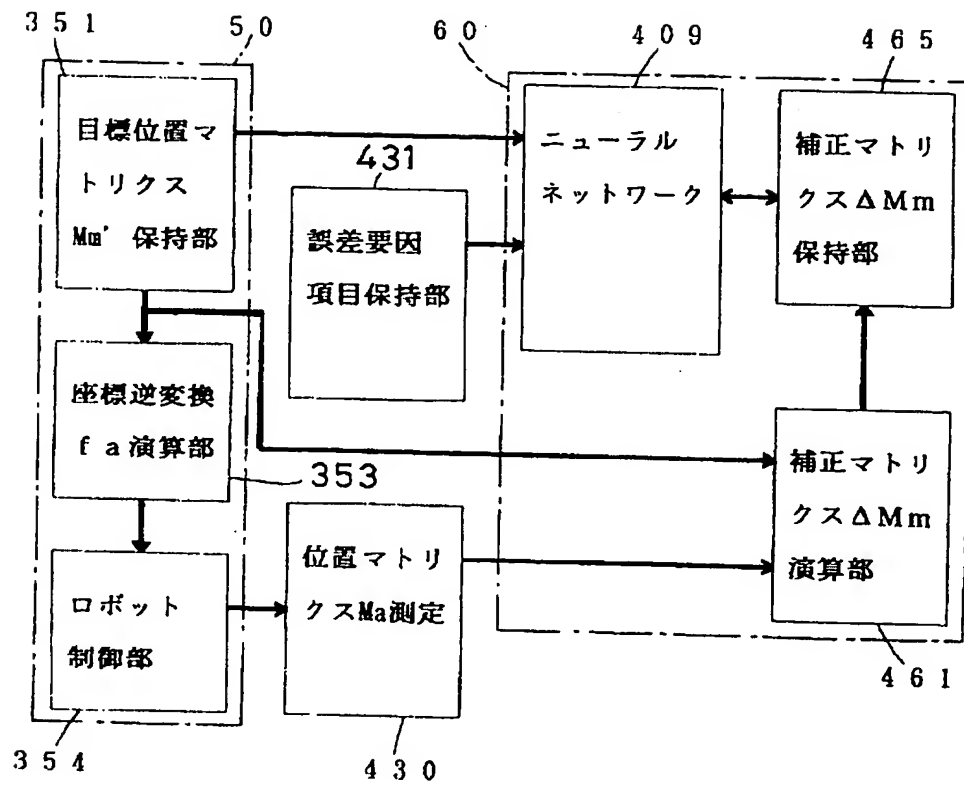 ３５１
５０
６０
４０９
４６５
目標位置マ
トリクス
Mm' 保持部
431
誤差要因
項目保持部
ニューラル
ネットワーク
補正マトリ
クスΔMm
保持部
座標逆変換
ｆａ演算部
353
補正マトリ
クスΔMm
演算部
ロボット
制御部
位置マトリ
クスMa測定
４６１
３５４
４３０